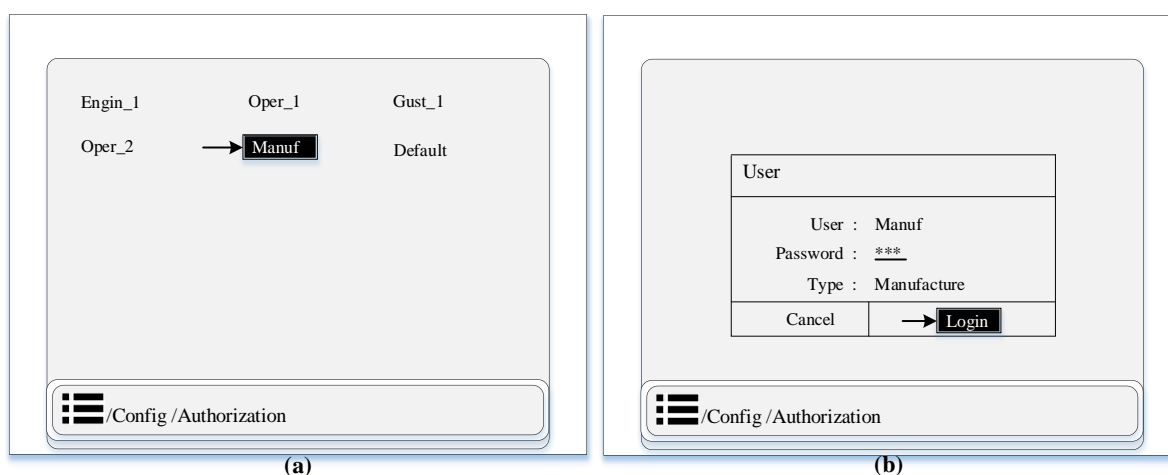 Engin_1 Oper_1 Gust_1
Oper_2 Manuf Default
/Config /Authorization
(a)
User
User : Manuf
Password : ***
Type : Manufacture
Cancel Login
/Config /Authorization
(b)